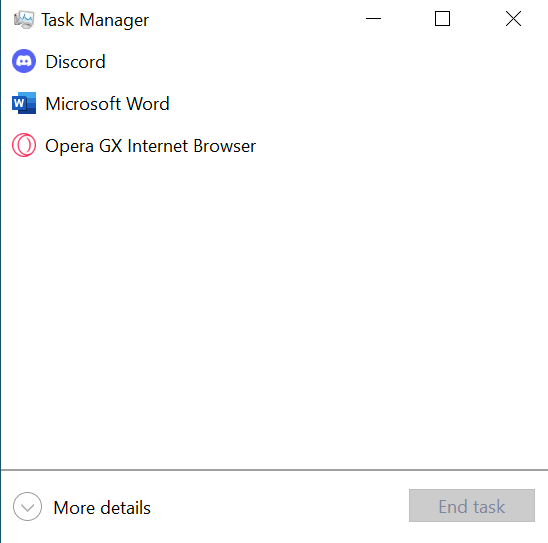 Task Manager
Discord
W Microsoft Word
Opera GX Internet Browser
More details
End task